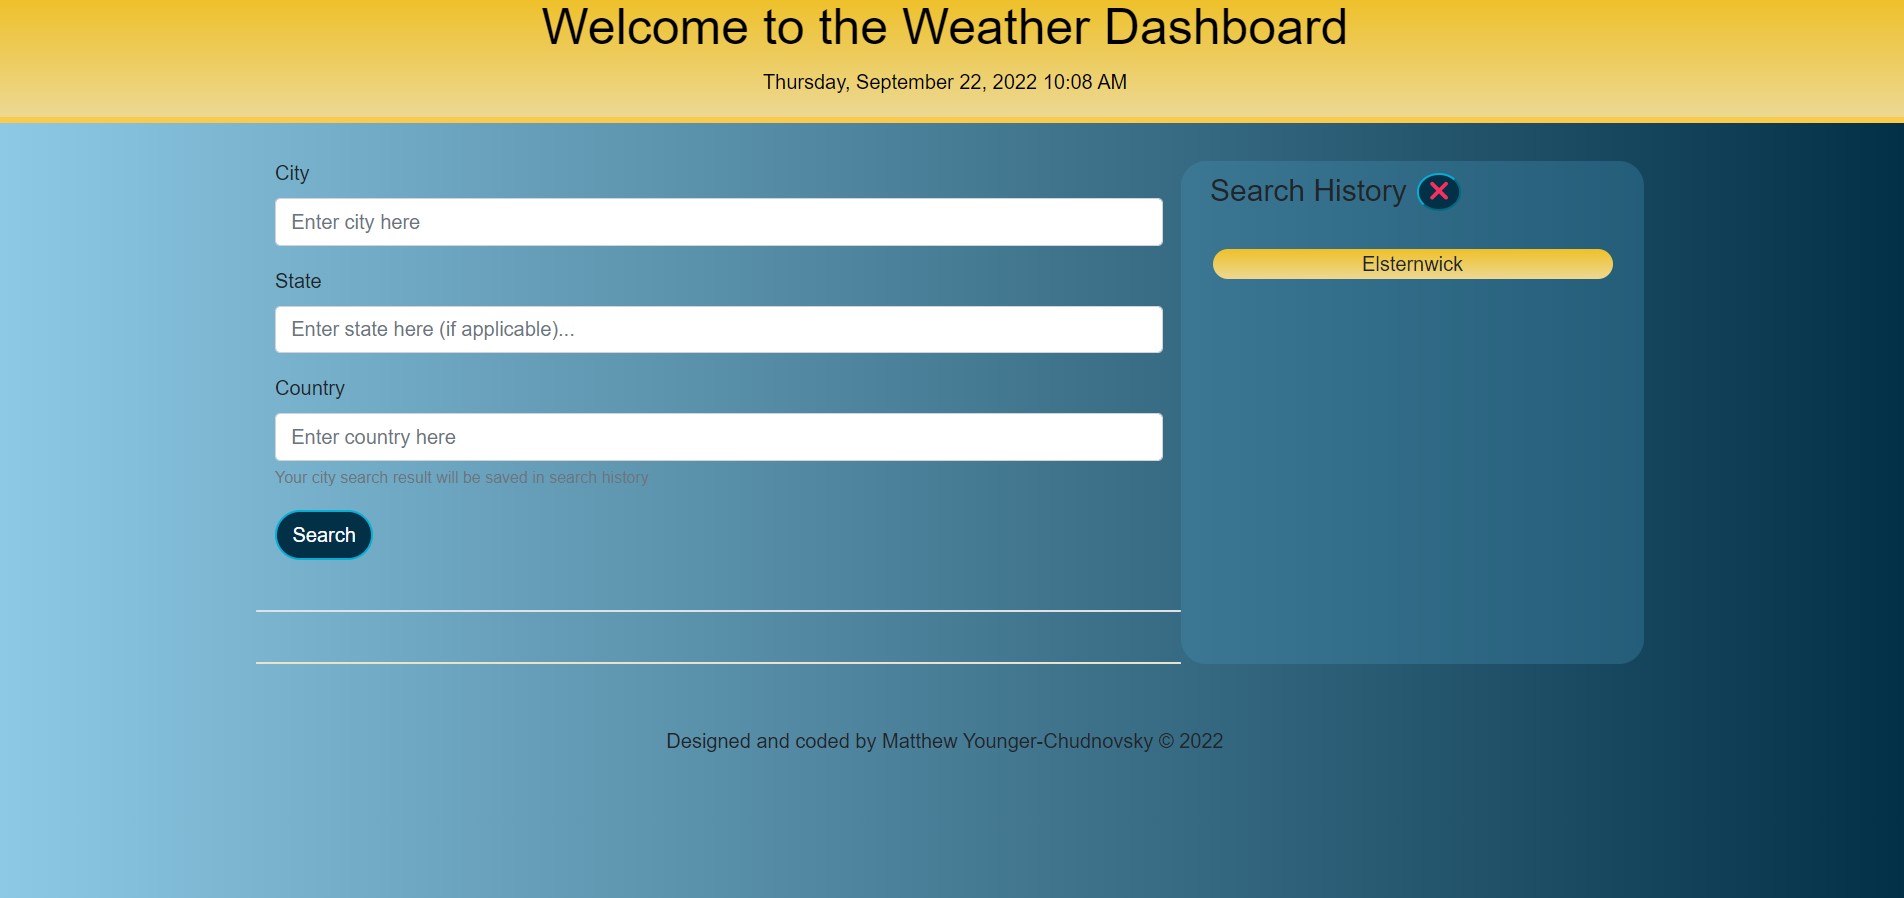 Welcome to the Weather Dashboard
Thursday, September 22, 2022 10:08 AM
City
Enter city here
State
Enter state here (if applicable)...
Country
Enter country here
Your city search result will be saved in search history
Search
Search History
Elsternwick
Designed and coded by Matthew Younger-Chudnovsky © 2022